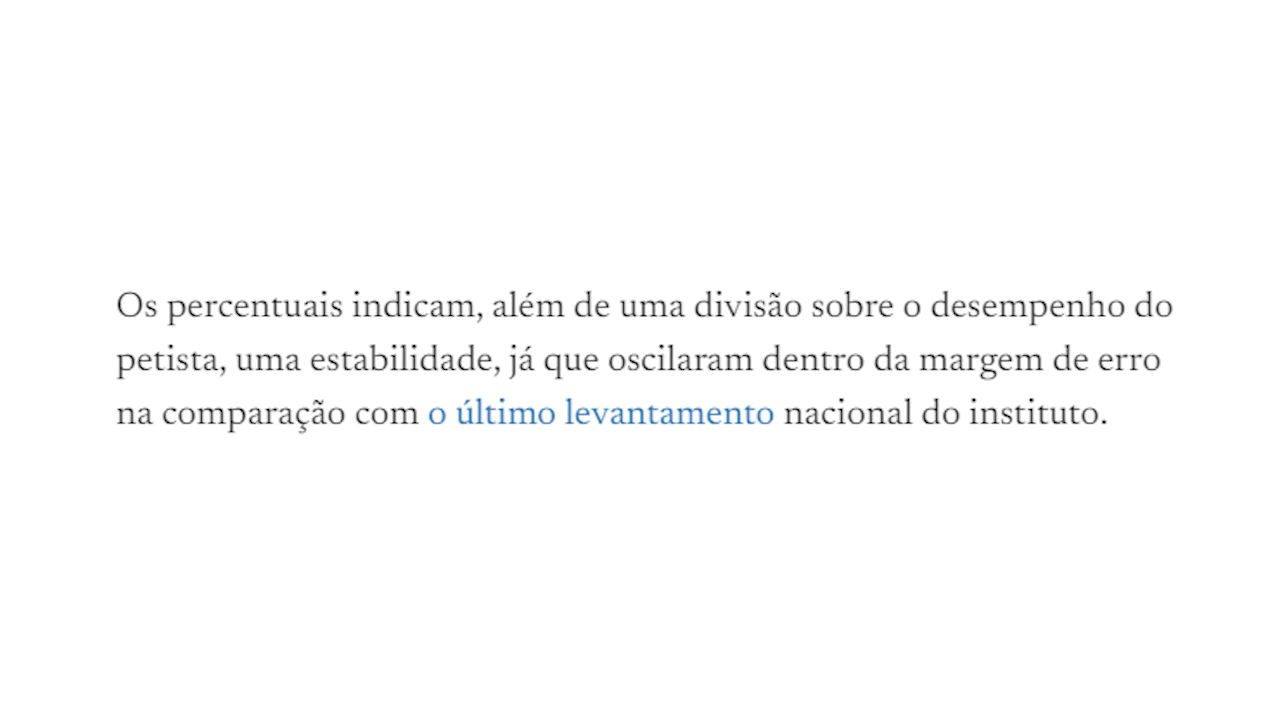 Os percentuais indicam, além de uma divisão sobre o desempenho do
petista, uma estabilidade, já que oscilaram dentro da margem de erro
na comparação com o último levantamento nacional do instituto.